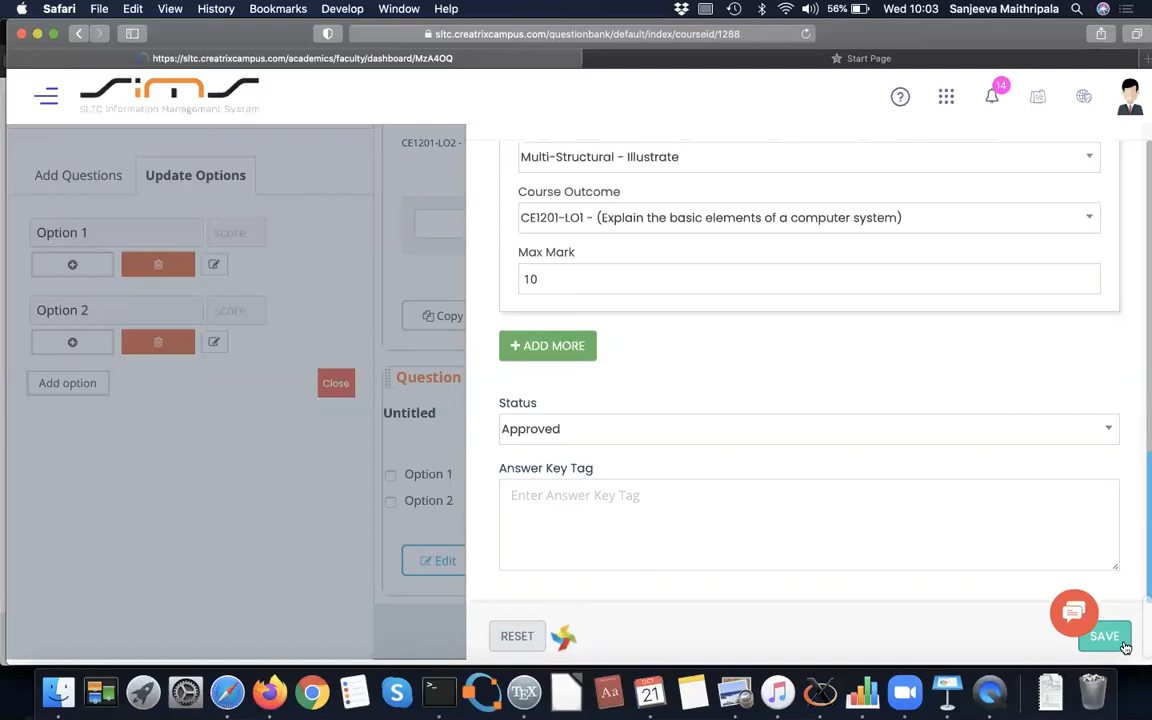 Safari File Edit View History Bookmarks Develop Window Help 56% Wed 10:03 Sanjeeva Maithripala
sltc.creatrixcampus.com/questionbank/default/index/courseid/1288
https://sltc.creatrixcampus.com/academics/faculty/dashboard/MzA4OQ Start Page
sims
SLTC Information Management System
14
Add Questions Update Options
Option 1 score
Option 2 score
Add option Close
CE1201-LO2 -
Copy
Question
Untitled
Option 1
Option 2
Edit
Multi-Structural - Illustrate
Course Outcome
CE1201-LO1 - (Explain the basic elements of a computer system)
Max Mark
10
+ ADD MORE
Status
Approved
Answer Key Tag
Enter Answer Key Tag
RESET SAVE
TEX Aa OCT 21